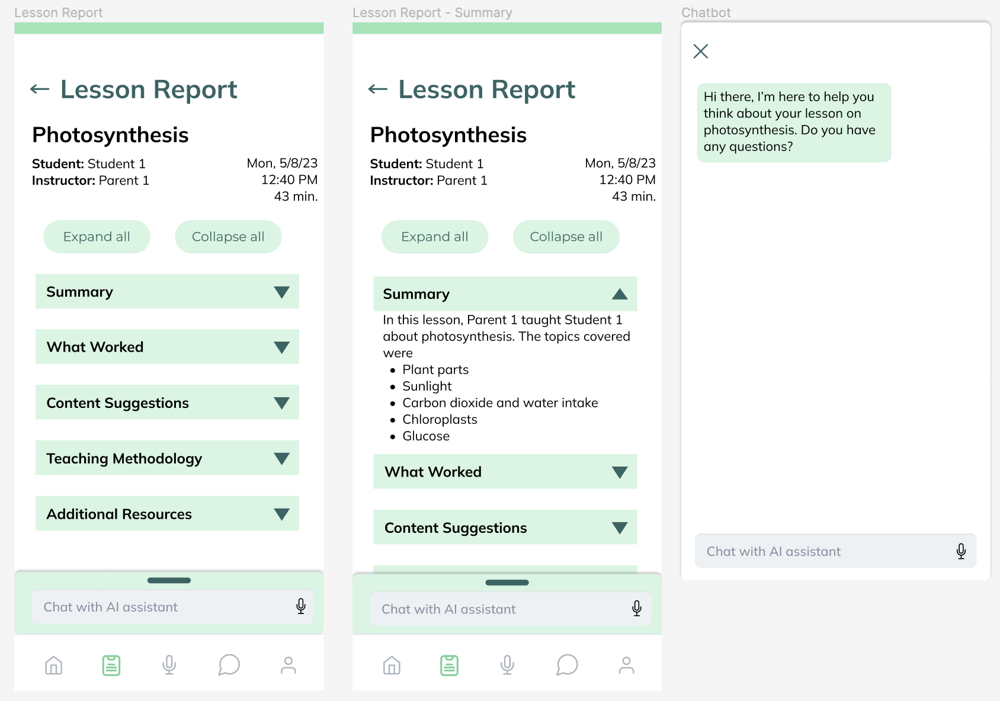 Lesson Report
Lesson Report
Photosynthesis
Student: Student 1
Instructor: Parent 1
Mon, 5/8/23
12:40 PM
43 min.
Expand all
Collapse all
Summary
What Worked
Content Suggestions
Teaching Methodology
Additional Resources
Chat with AI assistant
Lesson Report - Summary
Lesson Report
Photosynthesis
Student: Student 1
Instructor: Parent 1
Mon, 5/8/23
12:40 PM
43 min.
Expand all
Collapse all
Summary
In this lesson, Parent 1 taught Student 1
about photosynthesis. The topics covered
were
• Plant parts
• Sunlight
• Carbon dioxide and water intake
• Chloroplasts
• Glucose
What Worked
Content Suggestions
Chat with AI assistant
Chatbot
Hi there, I'm here to help you
think about your lesson on
photosynthesis. Do you have
any questions?
Chat with AI assistant